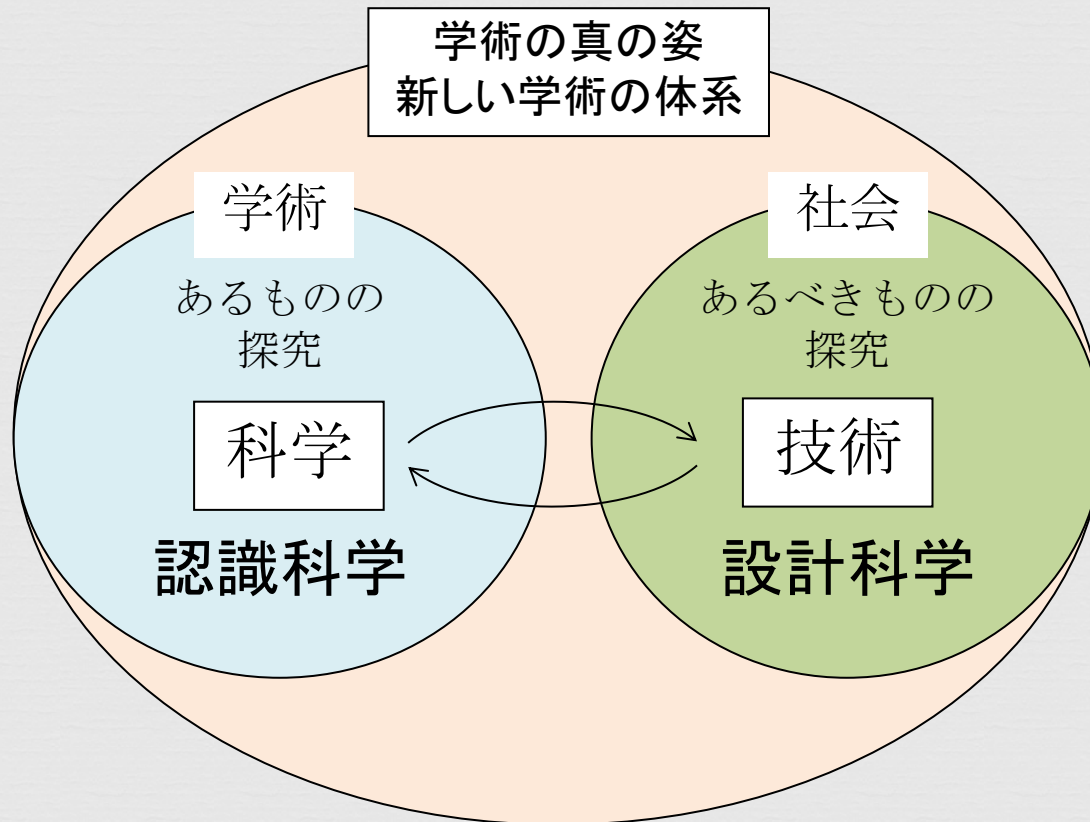 学術の真の姿
新しい学術の体系
学術
あるものの
探究
科学
認識科学
社会
あるべきものの
探究
技術
設計科学